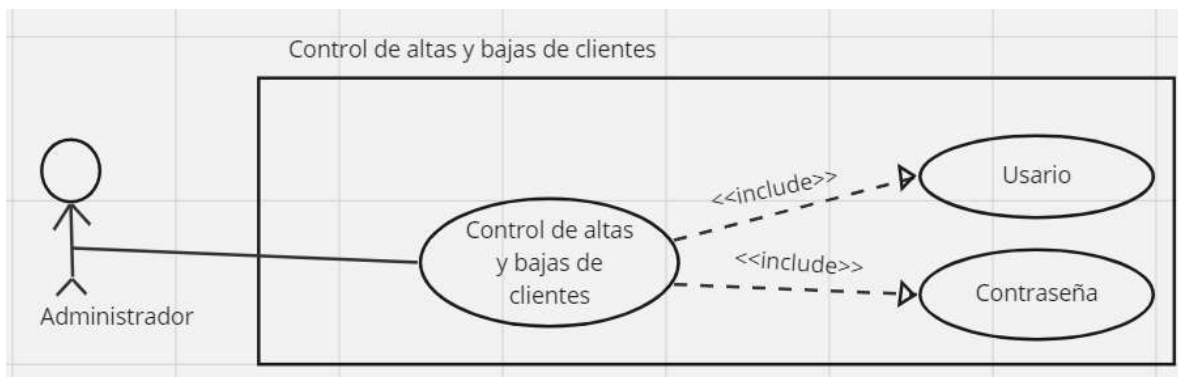 Control de altas y bajas de clientes
<<include>>
Usario
Control de altas
y bajas de
clientes
<<include>>
Contraseña
Administrador